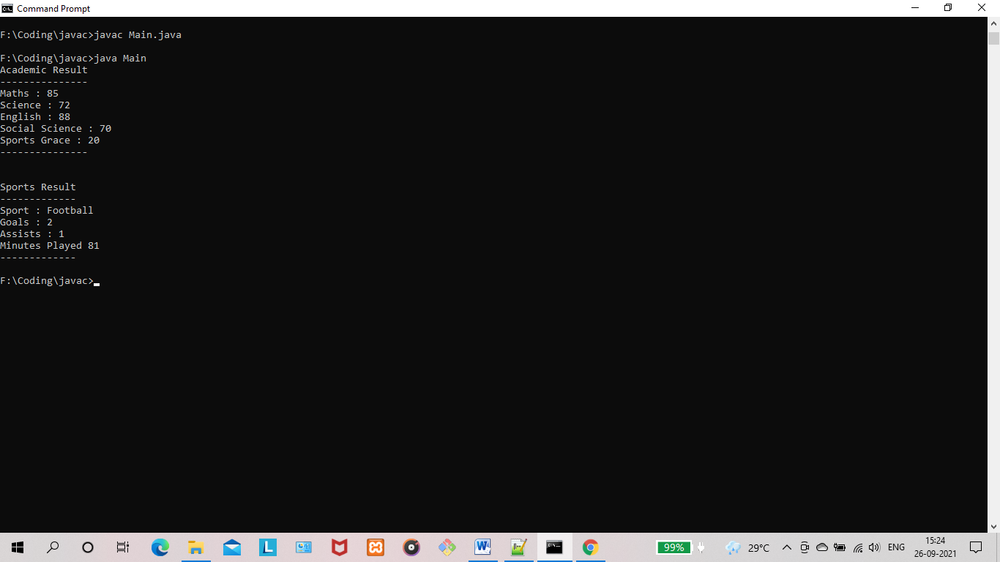 Command Prompt
F:\Coding\javac>javac Main.java
F:\Coding\javac>java Main
Academic Result
---------------
Maths : 85
Science : 72
English : 88
Social Science : 70
Sports Grace : 20
---------------
Sports Result
-------------
Sport : Football
Goals : 2
Assists : 1
Minutes Played 81
-------------
F:\Coding\javac>
99%
29°C
ENG
15:24
26-09-2021